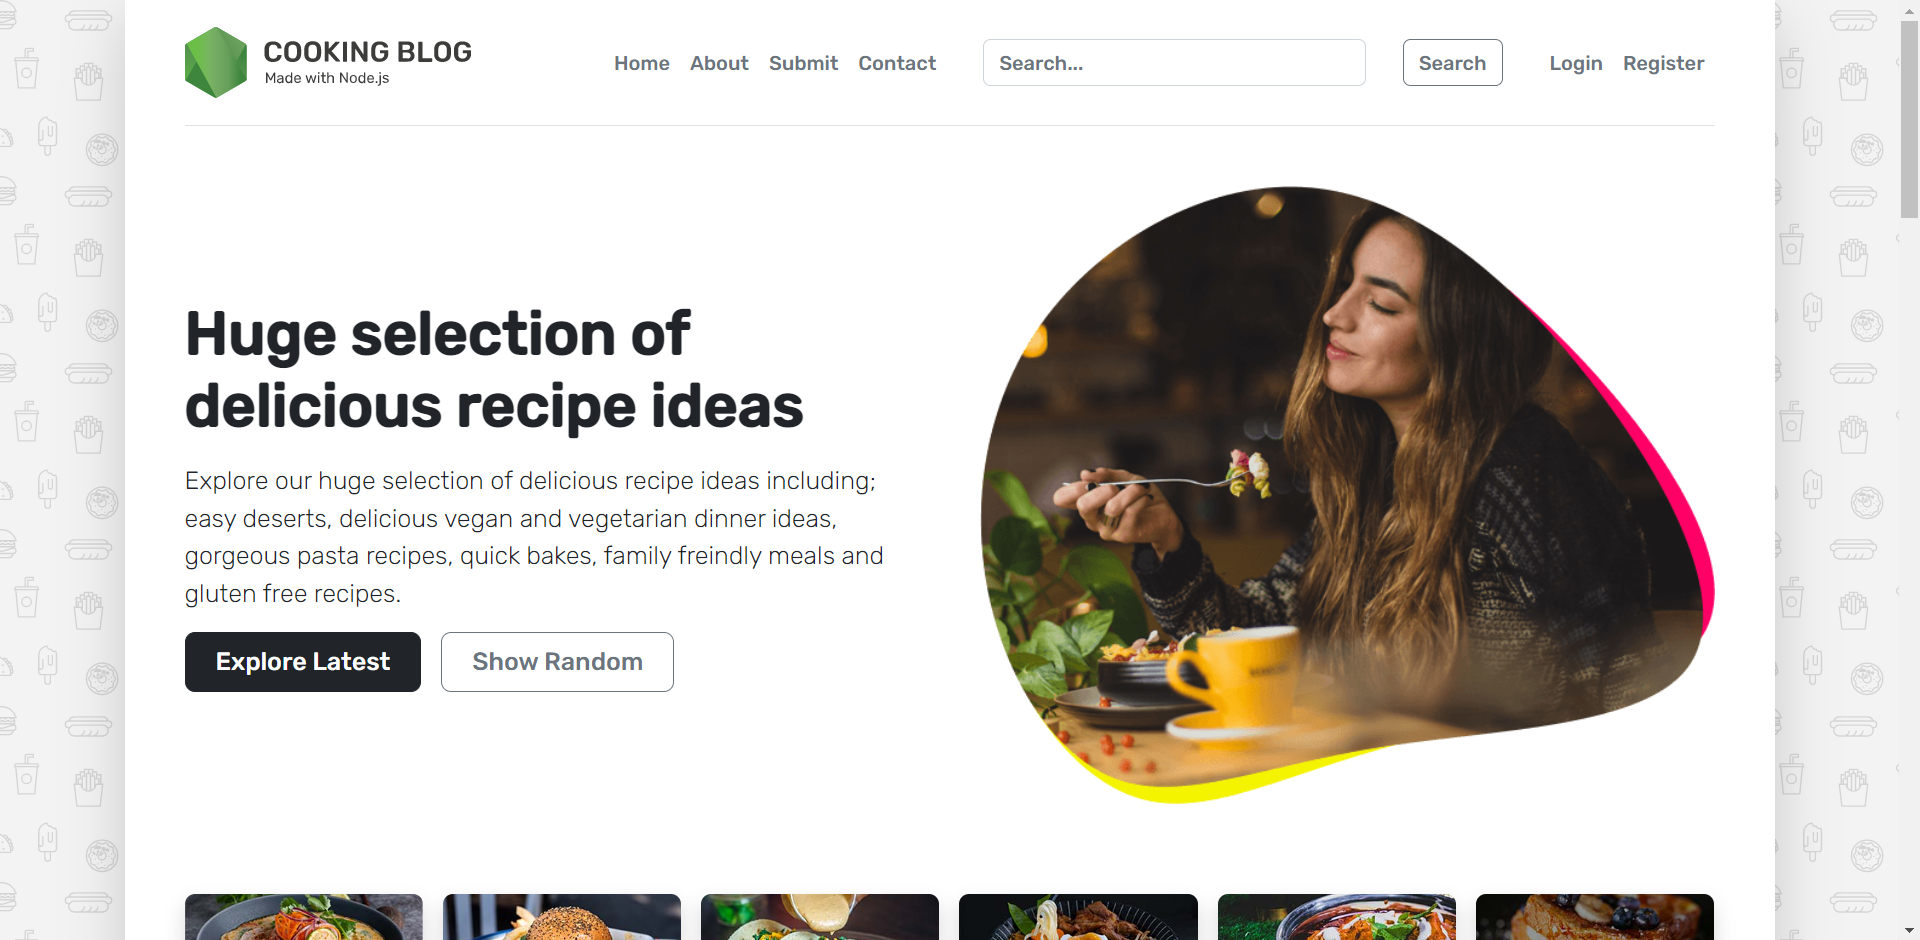 COOKING BLOG
Made with Node.js
Home About Submit Contact
Search...
Search
Login Register
Huge selection of
delicious recipe ideas
Explore our huge selection of delicious recipe ideas including;
easy deserts, delicious vegan and vegetarian dinner ideas,
gorgeous pasta recipes, quick bakes, family freindly meals and
gluten free recipes.
Explore Latest
Show Random